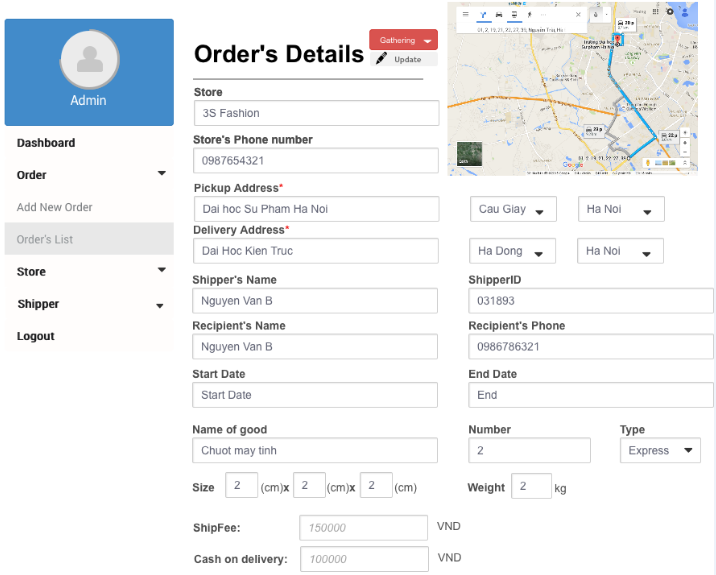 Admin
Dashboard
Order
Add New Order
Order's List
Store
Shipper
Logout
Order's Details
Gathering
Update
Store
3S Fashion
Store's Phone number
0987654321
Pickup Address*
Dai hoc Su Pham Ha Noi
Cau Giay
Ha Noi
Delivery Address*
Dai Hoc Kien Truc
Ha Dong
Ha Noi
Shipper's Name
Nguyen Van B
ShipperID
031893
Recipient's Name
Nguyen Van B
Recipient's Phone
0986786321
Start Date
Start Date
End Date
End
Name of good
Chuot may tinh
Number
2
Type
Express
Size 2 (cm)x 2 (cm)x 2 (cm)
Weight 2 kg
ShipFee: 150000 VND
Cash on delivery: 100000 VND
Google